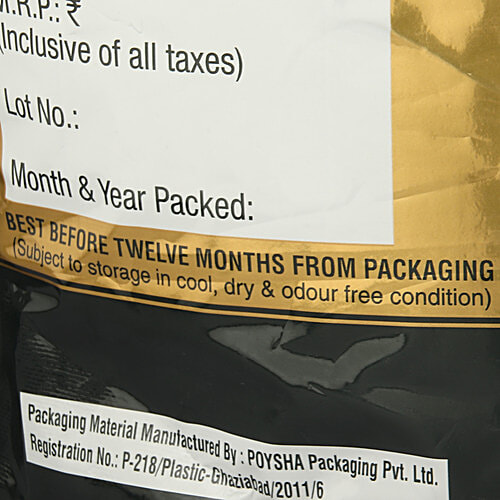 M.R.P.: ₹
(Inclusive of all taxes)
Lot No.:
Month & Year Packed:
BEST BEFORE TWELVE MONTHS FROM PACKAGING
(Subject to storage in cool, dry & odour free condition)
Packaging Material Manufactured By : POYSHA Packaging Pvt. Ltd.
Registration No.: P-218/Plastic-Ghaziabad/2011/6